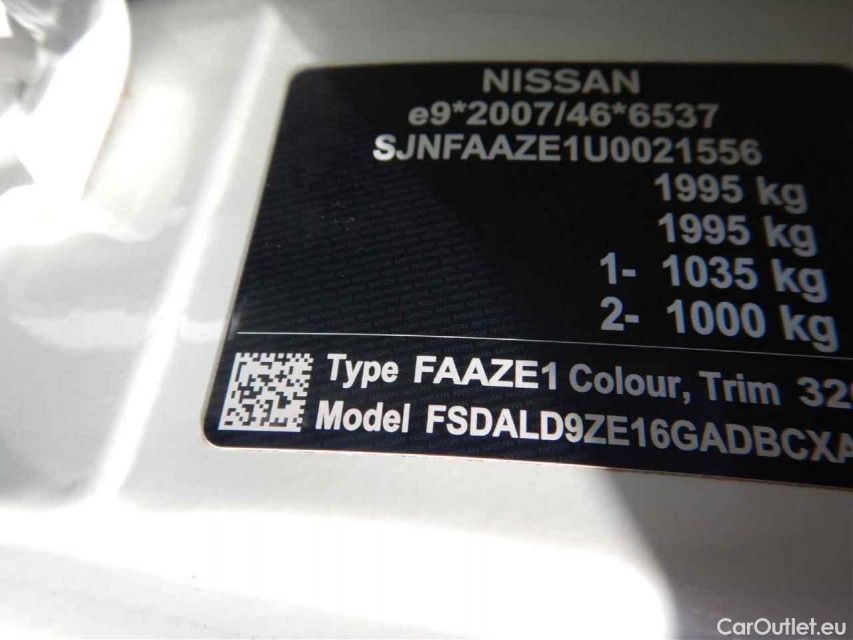 NISSAN
e9*2007/46*6537
SJNFAAZE1U0021556
1995 kg
1995 kg
1- 1035 kg
2- 1000 kg
Type FAAZE1 Colour, Trim 32
Model FSDALD9ZE16GADBCXA
CarOutlet.eu